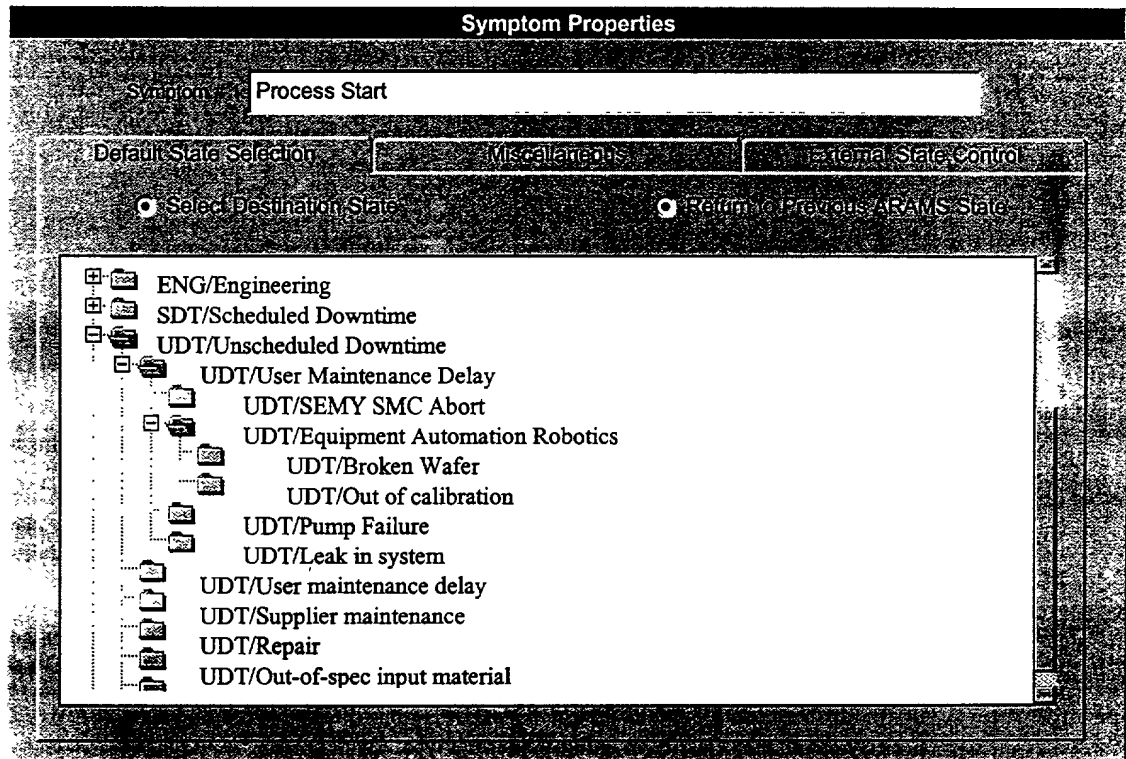 Symptom Properties
Symptom Process Start
Default State Selection Miscellaneous External State Control
Select Destination State Return to Previous ARAMS State
ENG/Engineering
SDT/Scheduled Downtime
UDT/Unscheduled Downtime
UDT/User Maintenance Delay
UDT/SEMY SMC Abort
UDT/Equipment Automation Robotics
UDT/Broken Wafer
UDT/Out of calibration
UDT/Pump Failure
UDT/Leak in system
UDT/User maintenance delay
UDT/Supplier maintenance
UDT/Repair
UDT/Out-of-spec input material